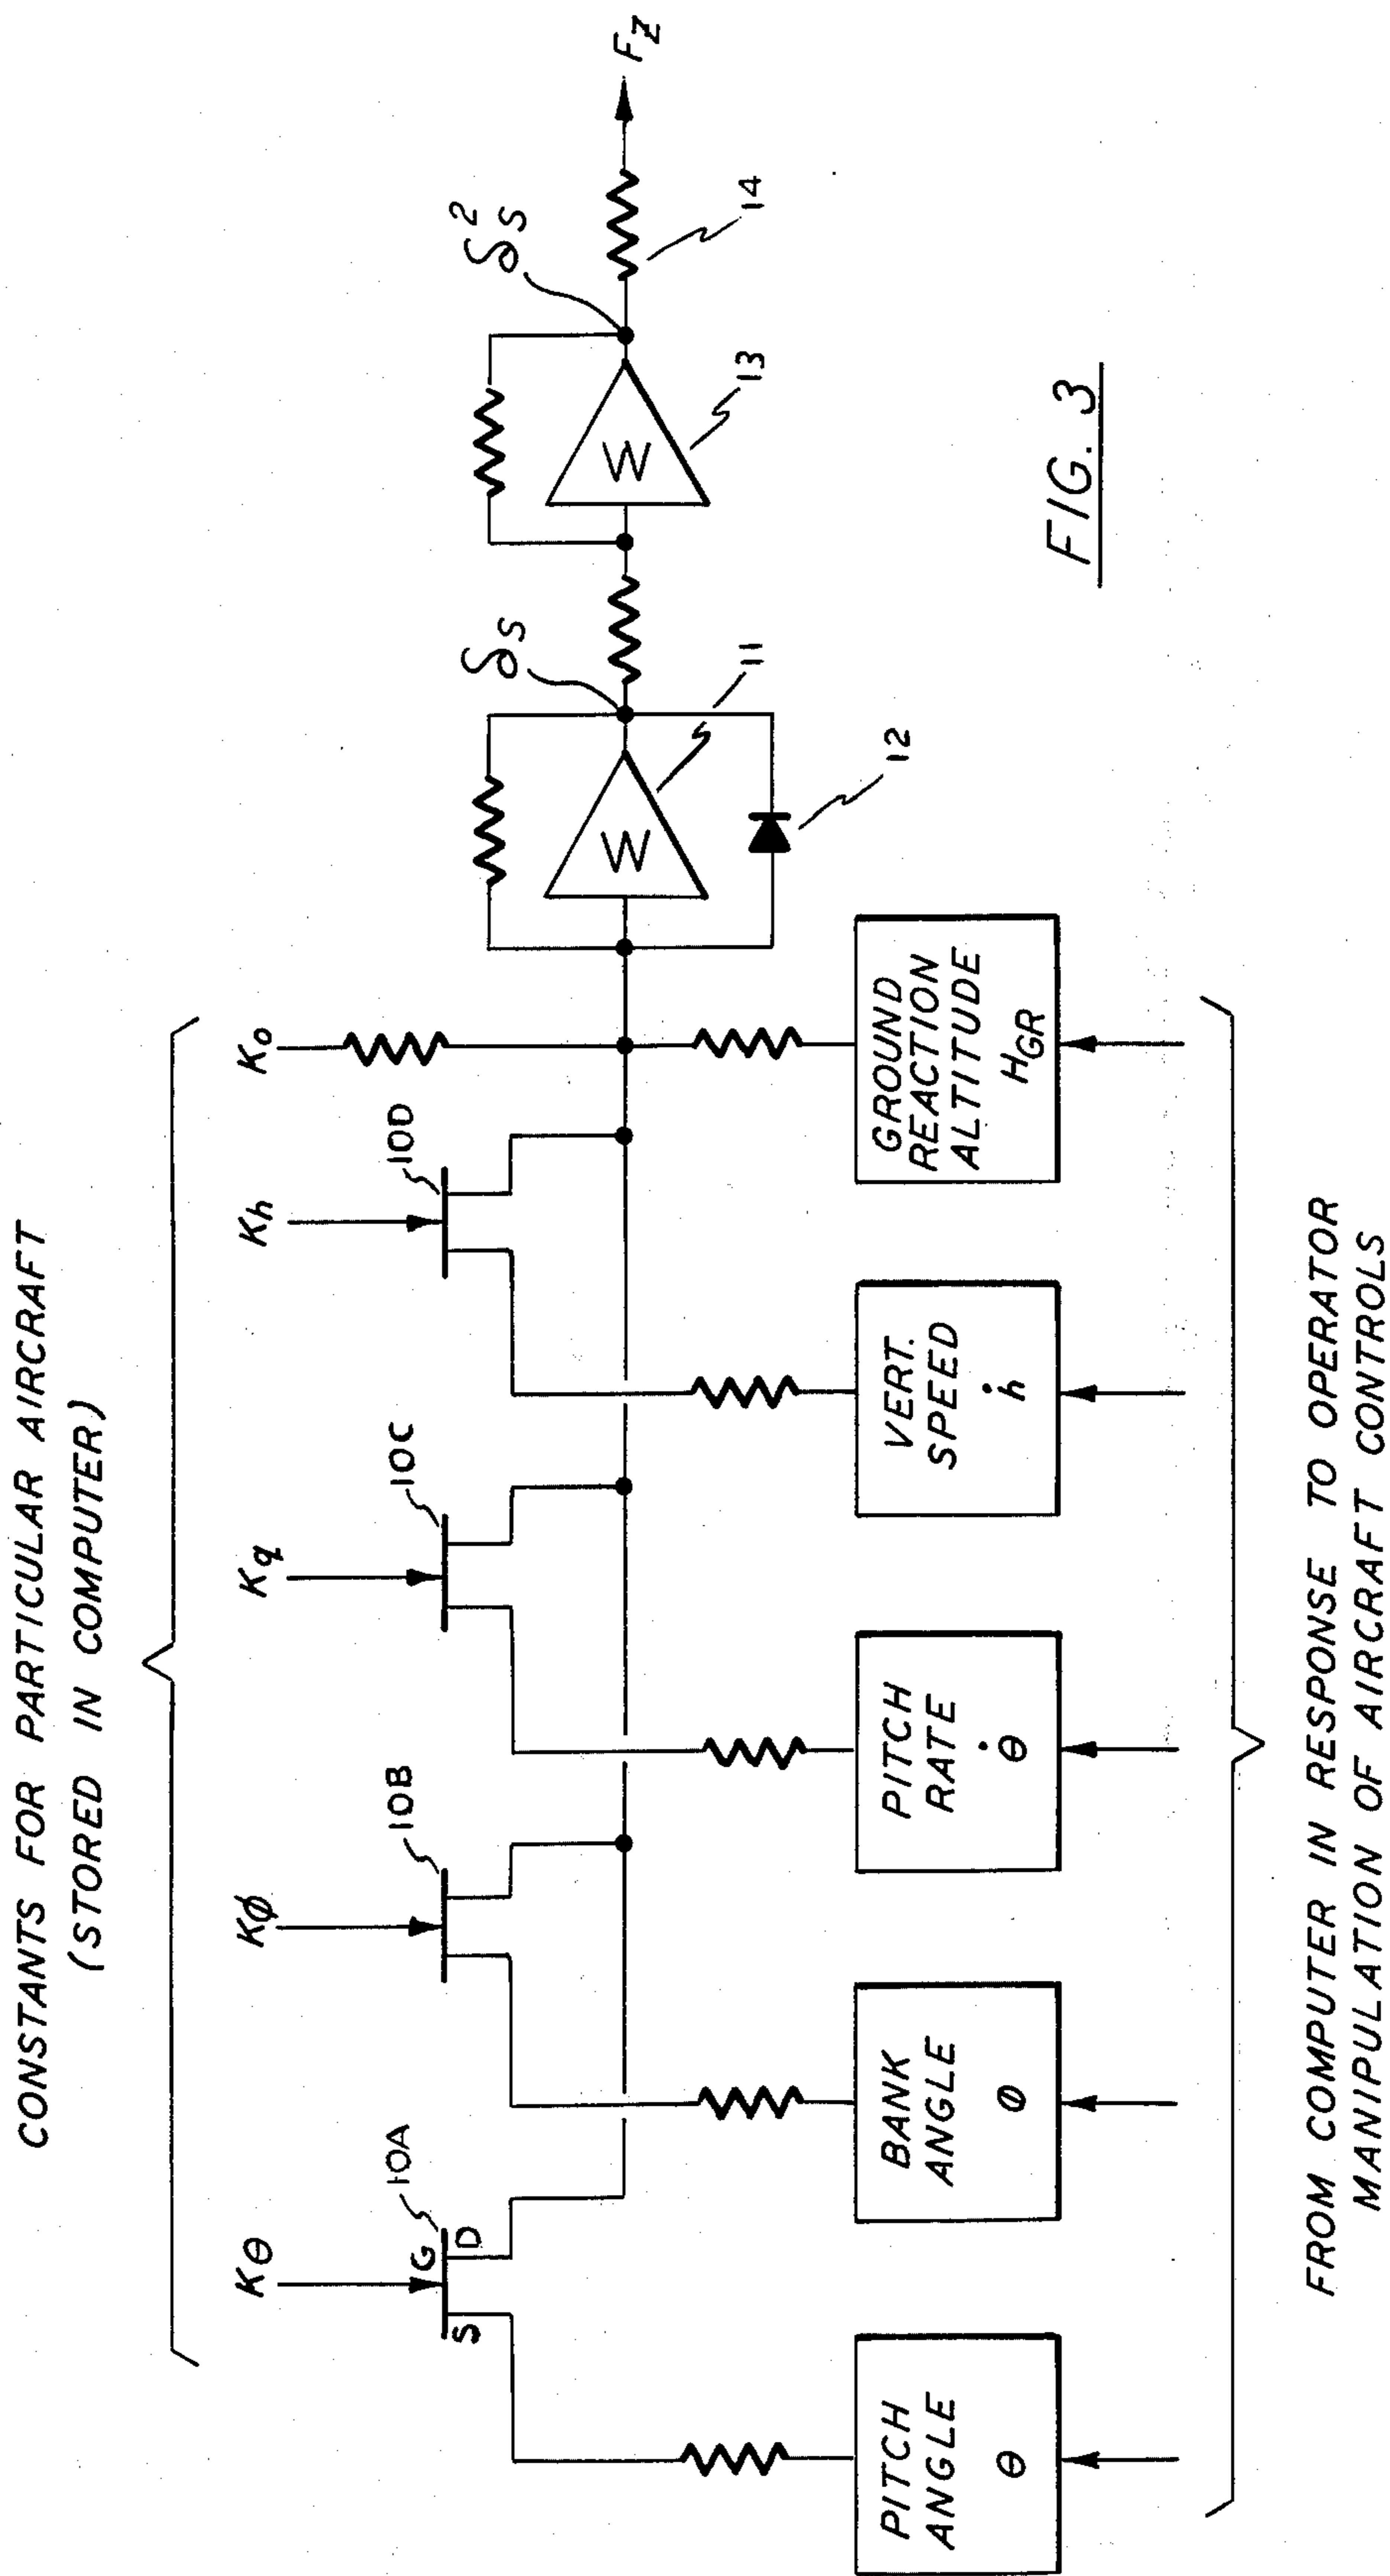 CONSTANTS FOR PARTICULAR AIRCRAFT
(STORED IN COMPUTER)
Kθ
Kϕ
Kq
Kh
Ko
10A
10B
10C
10D
S
G
D
W
W
δS
δS²
FZ
11
12
13
14
PITCH
ANGLE
θ
BANK
ANGLE
Ø
PITCH
RATE
θ̇
VERT.
SPEED
ḣ
GROUND
REACTION
ALTITUDE
HGR
FROM COMPUTER IN RESPONSE TO OPERATOR
MANIPULATION OF AIRCRAFT CONTROLS
FIG. 3